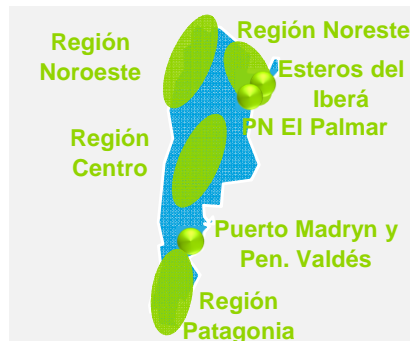 Región Noreste
Región
Noroeste
Esteros del
Iberá
PN El Palmar
Región
Centro
Puerto Madryn y
Pen. Valdés
Región
Patagonia